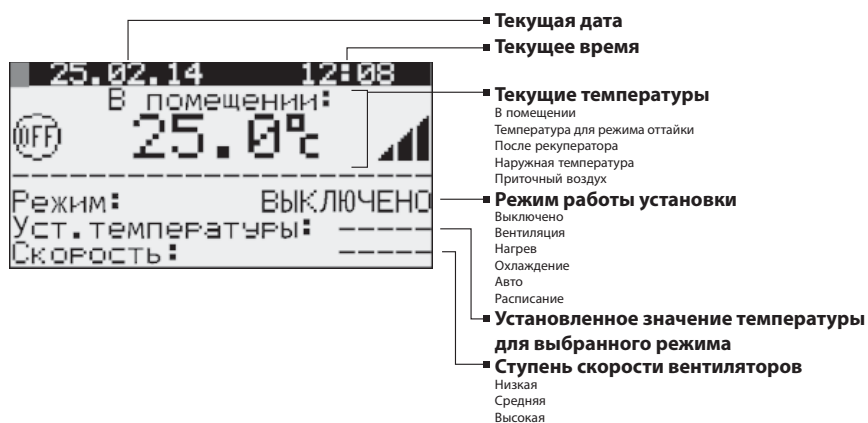 Текущая дата
Текущее время
25.02.14 12:08
В помещении:
OFF 25.0°c
Режим: ВЫКЛЮЧЕНО
Уст.температуры: -----
Скорость: -----
Текущие температуры
В помещении
Температура для режима оттайки
После рекуператора
Наружная температура
Приточный воздух
Режим работы установки
Выключено
Вентиляция
Нагрев
Охлаждение
Авто
Расписание
Установленное значение температуры
для выбранного режима
Ступень скорости вентиляторов
Низкая
Средняя
Высокая